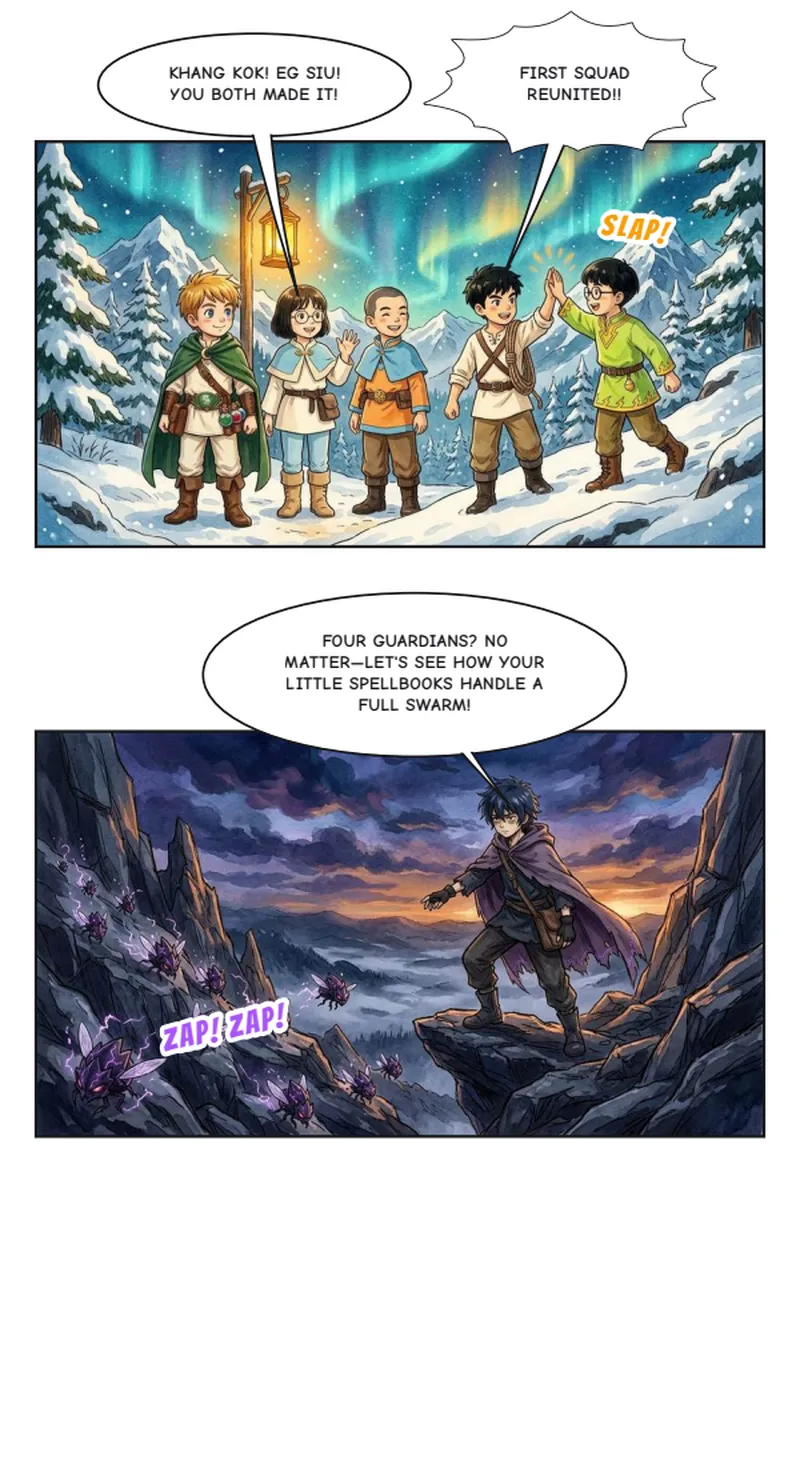 KHANG KOK! EG SIU!
YOU BOTH MADE IT!
FIRST SQUAD
REUNITED!!
SLAP!
FOUR GUARDIANS? NO
MATTER—LET'S SEE HOW YOUR
LITTLE SPELLBOOKS HANDLE A
FULL SWARM!
ZAP! ZAP!